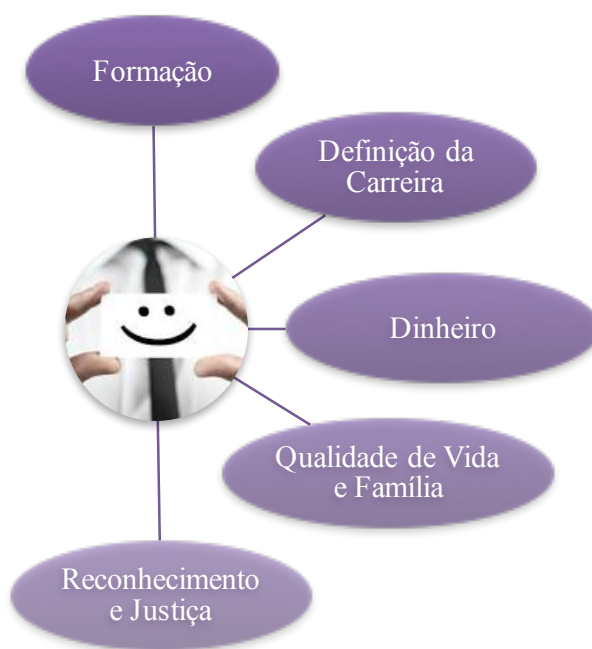 Formação
Definição da
Carreira
Dinheiro
Qualidade de Vida
e Família
Reconhecimento
e Justiça